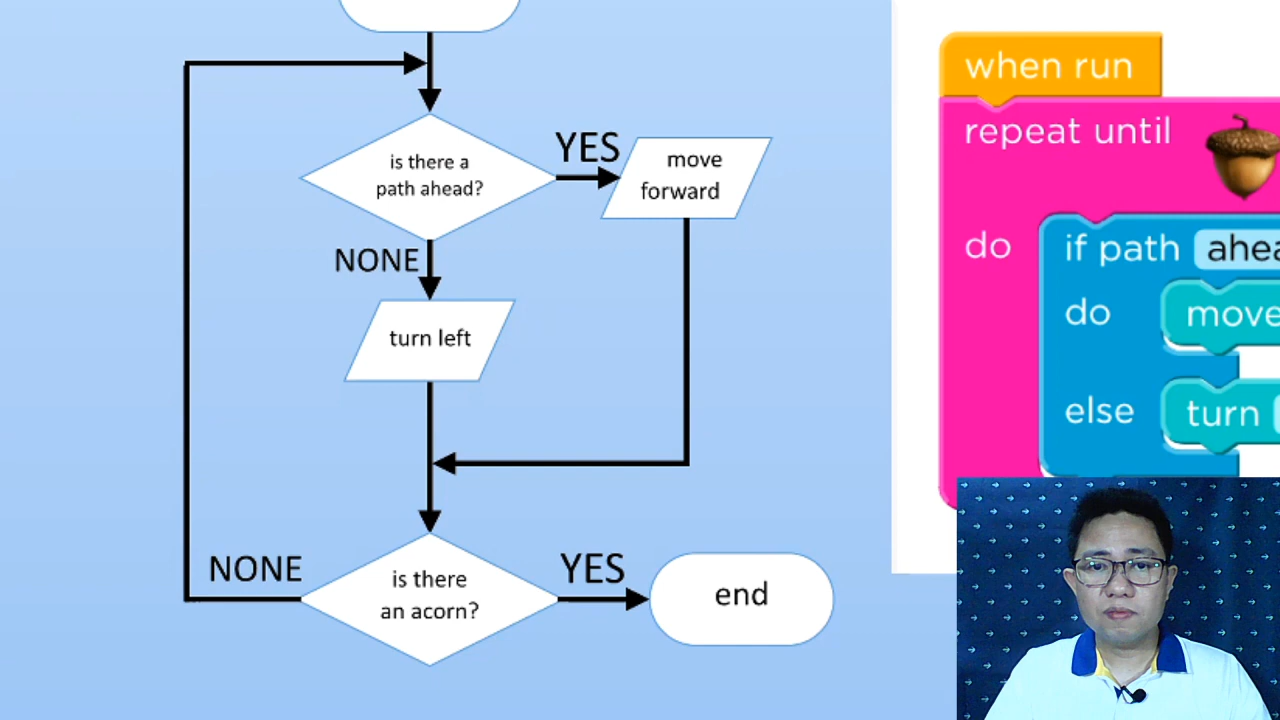 is there a
path ahead?
YES
move
forward
NONE
turn left
NONE
is there
an acorn?
YES
end
when run
repeat until
do
if path
do
move
else
turn